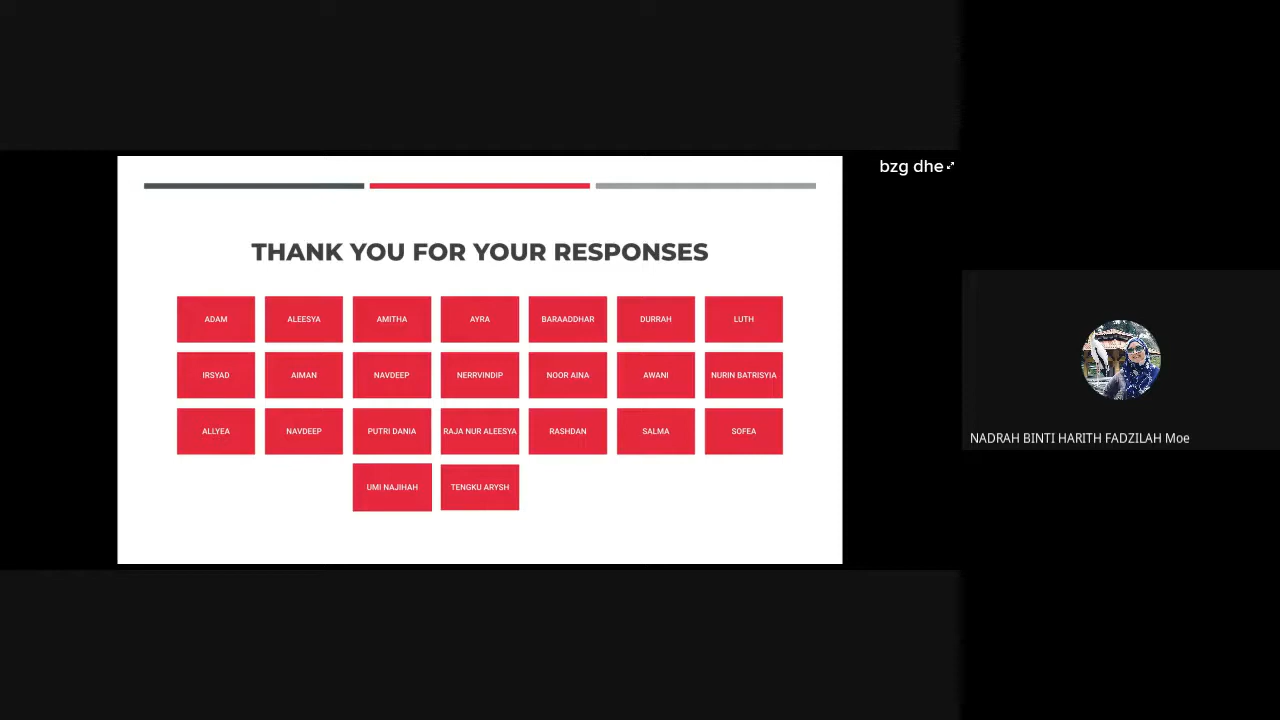 bzg dhe
THANK YOU FOR YOUR RESPONSES
ADAM ALEESYA AMITHA AYRA BARAADDHAR DURRAH LUTH
IRSYAD AIMAN NAVDEEP NERRVINDIP NOOR AINA AWANI NURIN BATRISYIA
ALLYEA NAVDEEP PUTRI DANIA RAJA NUR ALEESYA RASHDAN SALMA SOFEA
UMI NAJIHAH TENGKU ARYSH
NADRAH BINTI HARITH FADZILAH Moe